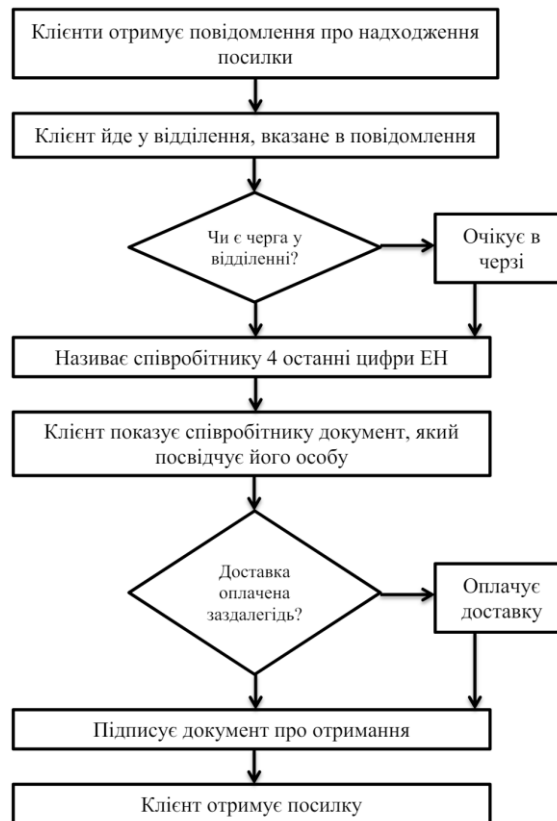 Клієнти отримує повідомлення про надходження
посилки
Клієнт йде у відділення, вказане в повідомлення
Чи є черга у
відділенні?
Очікує в
черзі
Називає співробітнику 4 останні цифри ЕН
Клієнт показує співробітнику документ, який
посвідчує його особу
Доставка
оплачена
заздалегідь?
Оплачує
доставку
Підписує документ про отримання
Клієнт отримує посилку